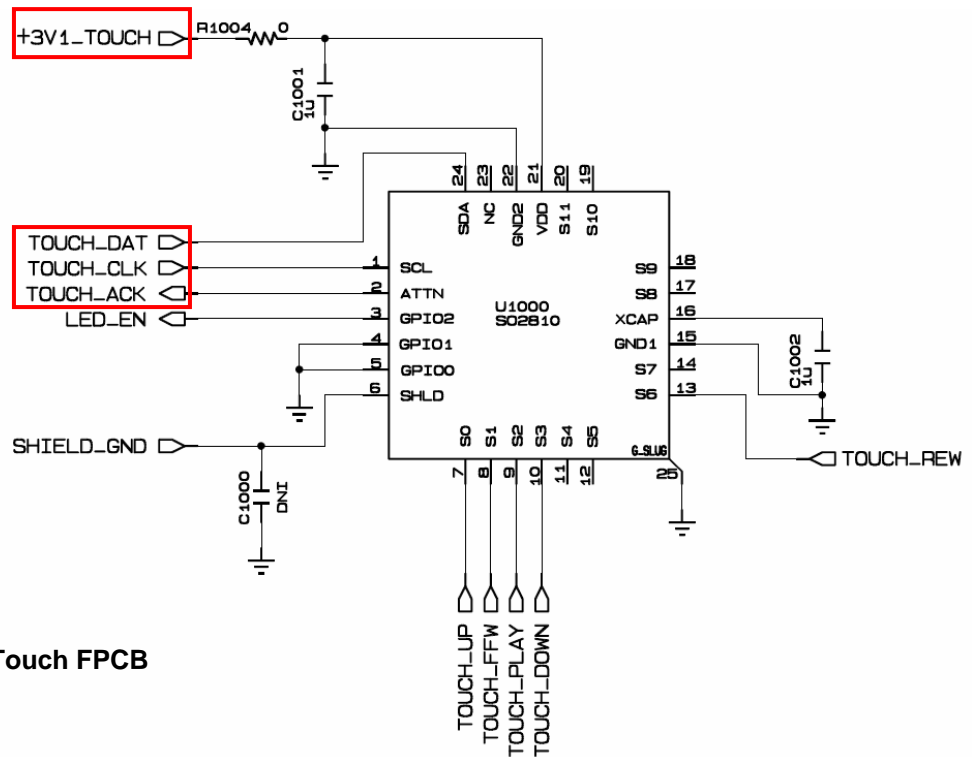 +3V1_TOUCH
R1004 0
C1001
1U
24 23 22 21 20 19
SDA NC GND2 VDD S11 S10
TOUCH_DAT
TOUCH_CLK 1 SCL
TOUCH_ACK 2 ATTN
LED_EN 3 GPIO2
4 GPIO1
5 GPIO0
6 SHLD
U1000
SO2810
S9 18
S8 17
XCAP 16
GND1 15
S7 14
S6 13
C1002
1U
SHIELD_GND
C1000
DNI
S0 S1 S2 S3 S4 S5
G_SLUG
7 8 9 10 11 12 25
TOUCH_REW
TOUCH_UP
TOUCH_FFW
TOUCH_PLAY
TOUCH_DOWN
Touch FPCB